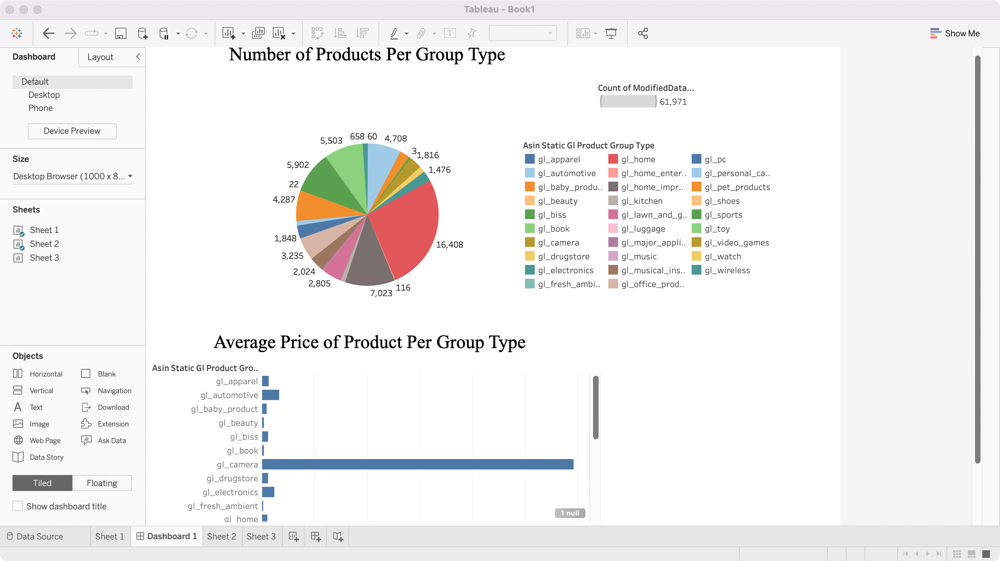 Tableau - Book1
Show Me
Dashboard
Layout
Default
Desktop
Phone
Device Preview
Size
Desktop Browser (1000 x 8...
Sheets
Sheet 1
Sheet 2
Sheet 3
Objects
Horizontal
Blank
Vertical
Navigation
Text
Download
Image
Extension
Web Page
Ask Data
Data Story
Tiled
Floating
Show dashboard title
Number of Products Per Group Type
Count of ModifiedData...
61,971
5,503
658
60
4,708
3
1,816
1,476
5,902
22
4,287
1,848
3,235
2,024
2,805
7,023
116
16,408
Asin Static Gl Product Group Type
gl_apparel
gl_home
gl_pc
gl_automotive
gl_home_enter..
gl_personal_ca..
gl_baby_produ..
gl_home_impr..
gl_pet_products
gl_beauty
gl_kitchen
gl_shoes
gl_biss
gl_lawn_and_g..
gl_sports
gl_book
gl_luggage
gl_toy
gl_camera
gl_major_appli..
gl_video_games
gl_drugstore
gl_music
gl_watch
gl_electronics
gl_musical_ins..
gl_wireless
gl_fresh_ambi..
gl_office_prod..
Average Price of Product Per Group Type
Asin Static Gl Product Gro..
gl_apparel
gl_automotive
gl_baby_product
gl_beauty
gl_biss
gl_book
gl_camera
gl_drugstore
gl_electronics
gl_fresh_ambient
gl_home
1 null
Data Source
Sheet 1
Dashboard 1
Sheet 2
Sheet 3